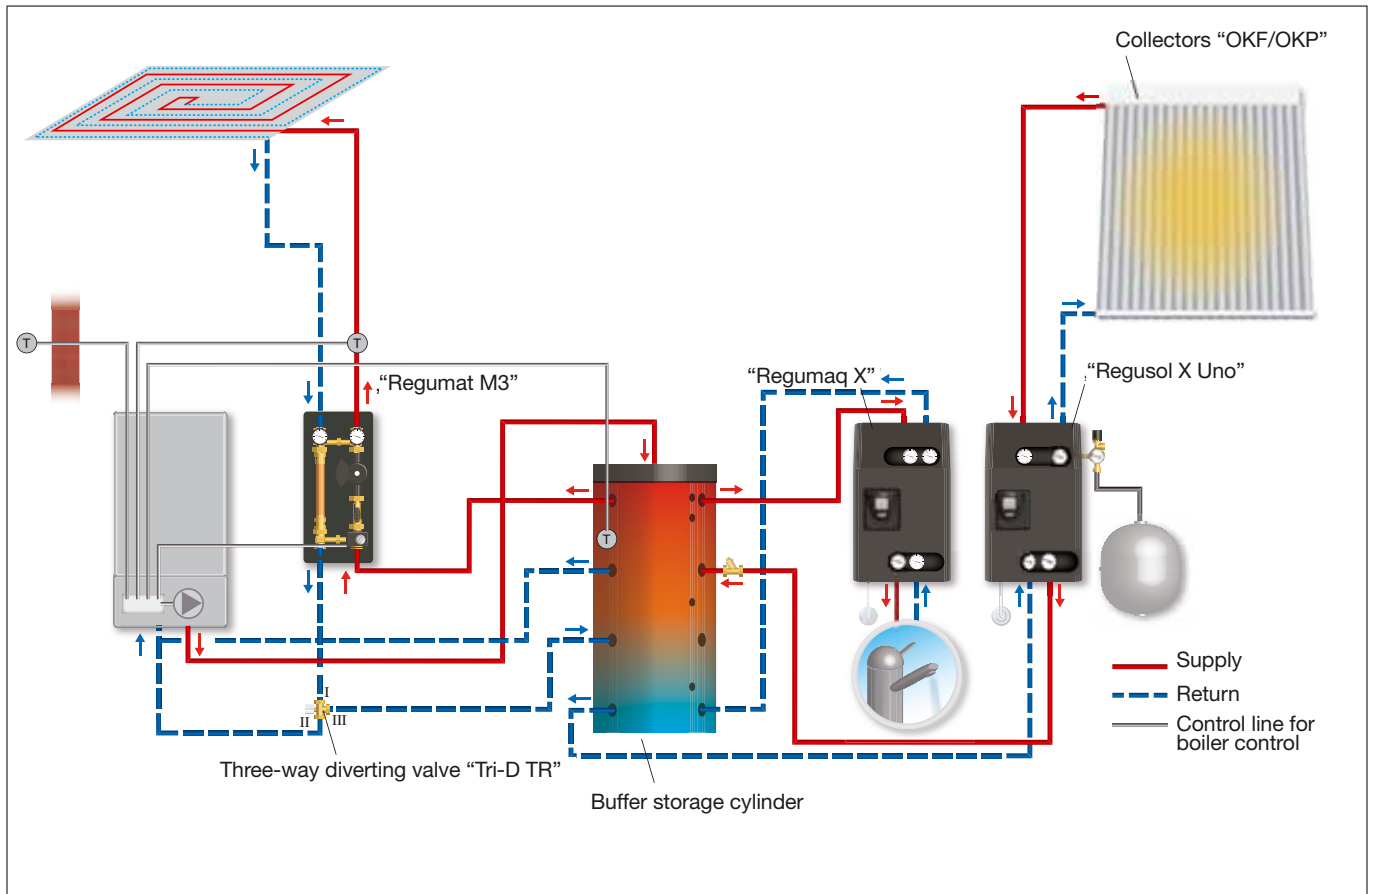 Collectors “OKF/OKP”
T
T
“Regumat M3”
“Regumaq X”
“Regusol X Uno”
T
Supply
I
Return
II
III
Control line for
boiler control
Three-way diverting valve “Tri-D TR”
Buffer storage cylinder